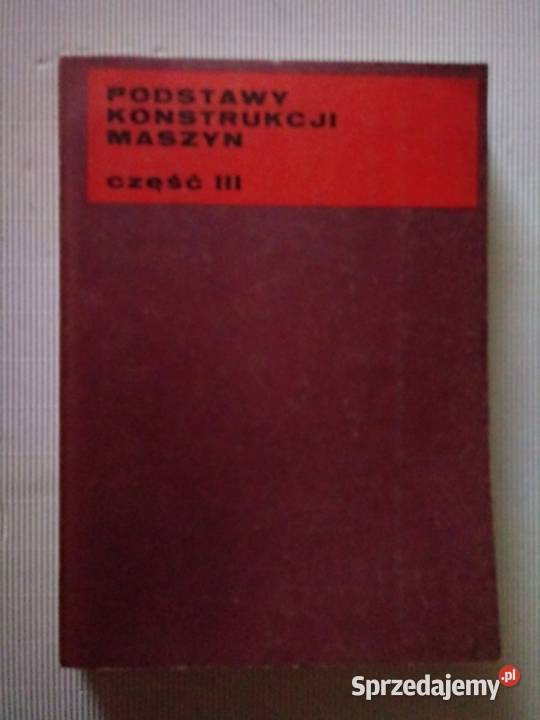 PODSTAWY
KONSTRUKCJI
MASZYN
część III
Sprzedajemy.pl